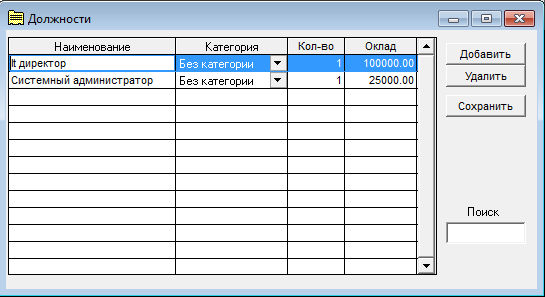 Должности
Наименование Категория Кол-во Оклад
It директор Без категории 1 100000.00
Системный администратор Без категории 1 25000.00
Добавить
Удалить
Сохранить
Поиск